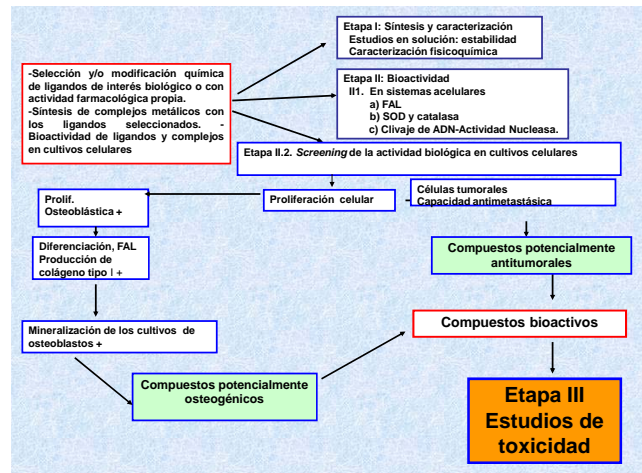 Etapa I: Síntesis y caracterización
Estudios en solución: estabilidad
Caracterización fisicoquímica
-Selección y/o modificación química
de ligandos de interés biológico o con
actividad farmacológica propia.
-Síntesis de complejos metálicos con
los ligandos seleccionados. -
Bioactividad de ligandos y complejos
en cultivos celulares
Etapa II: Bioactividad
II1. En sistemas acelulares
a) FAL
b) SOD y catalasa
c) Clivaje de ADN-Actividad Nucleasa.
Etapa II.2. Screening de la actividad biológica en cultivos celulares
Prolif.
Osteoblástica +
Proliferación celular
Células tumorales
Capacidad antimetastásica
Diferenciación, FAL
Producción de
colágeno tipo I +
Compuestos potencialmente
antitumorales
Mineralización de los cultivos de
osteoblastos +
Compuestos bioactivos
Compuestos potencialmente
osteogénicos
Etapa III
Estudios de
toxicidad